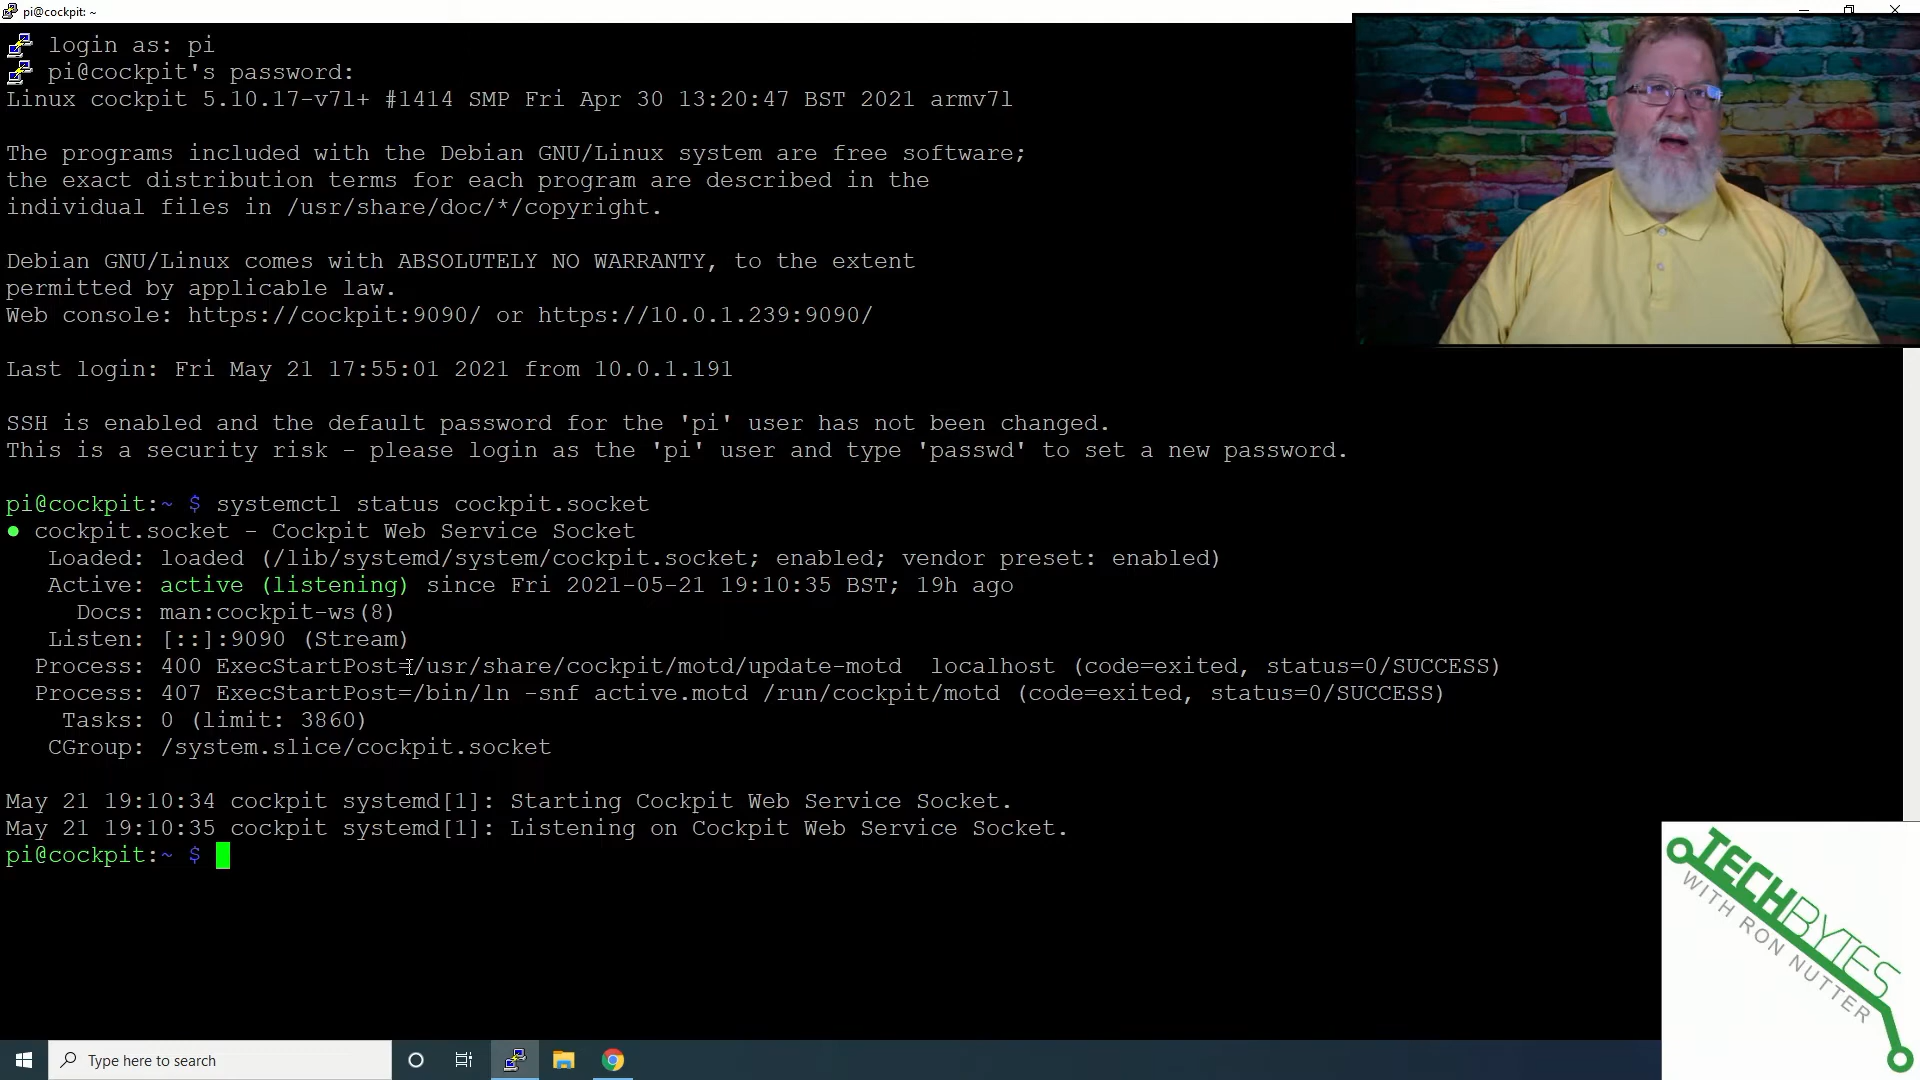 pi@cockpit: ~
login as: pi
pi@cockpit's password:
Linux cockpit 5.10.17-v7l+ #1414 SMP Fri Apr 30 13:20:47 BST 2021 armv7l
The programs included with the Debian GNU/Linux system are free software;
the exact distribution terms for each program are described in the
individual files in /usr/share/doc/*/copyright.
Debian GNU/Linux comes with ABSOLUTELY NO WARRANTY, to the extent
permitted by applicable law.
Web console: https://cockpit:9090/ or https://10.0.1.239:9090/
Last login: Fri May 21 17:55:01 2021 from 10.0.1.191
SSH is enabled and the default password for the 'pi' user has not been changed.
This is a security risk - please login as the 'pi' user and type 'passwd' to set a new password.
pi@cockpit:~ $ systemctl status cockpit.socket
● cockpit.socket - Cockpit Web Service Socket
Loaded: loaded (/lib/systemd/system/cockpit.socket; enabled; vendor preset: enabled)
Active: active (listening) since Fri 2021-05-21 19:10:35 BST; 19h ago
Docs: man:cockpit-ws(8)
Listen: [::]:9090 (Stream)
Process: 400 ExecStartPost=/usr/share/cockpit/motd/update-motd  localhost (code=exited, status=0/SUCCESS)
Process: 407 ExecStartPost=/bin/ln -snf active.motd /run/cockpit/motd (code=exited, status=0/SUCCESS)
Tasks: 0 (limit: 3860)
CGroup: /system.slice/cockpit.socket
May 21 19:10:34 cockpit systemd[1]: Starting Cockpit Web Service Socket.
May 21 19:10:35 cockpit systemd[1]: Listening on Cockpit Web Service Socket.
pi@cockpit:~ $
TECHBYTES
WITH RON NUTTER
Type here to search